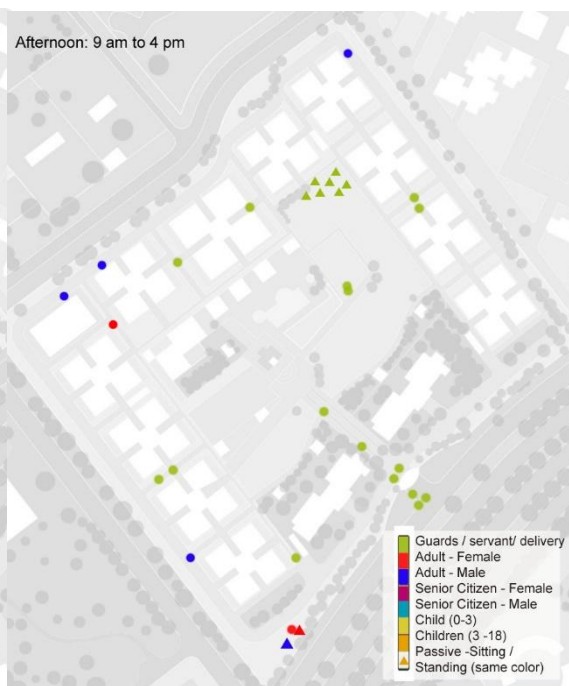 Afternoon: 9 am to 4 pm
Guards / servant/ delivery
Adult - Female
Adult - Male
Senior Citizen - Female
Senior Citizen - Male
Child (0-3)
Children (3 -18)
Passive -Sitting /
Standing (same color)